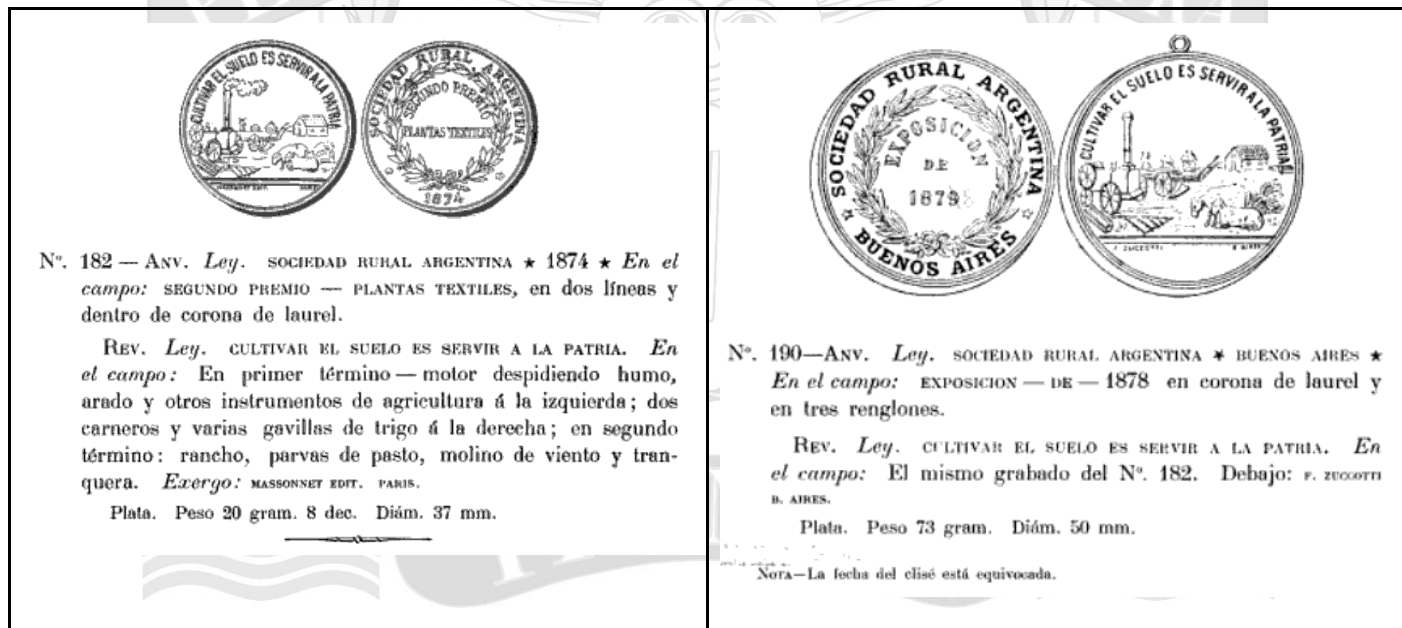 CULTIVAR EL SUELO ES SERVIR A LA PATRIA
MASSONNET EDIT.
SOCIEDAD RURAL ARGENTINA
SEGUNDO PREMIO
PLANTAS TEXTILES
1874
Nº. 182 — ANV. Ley. SOCIEDAD RURAL ARGENTINA ★ 1874 ★ En el
campo: SEGUNDO PREMIO — PLANTAS TEXTILES, en dos líneas y
dentro de corona de laurel.
REV. Ley. CULTIVAR EL SUELO ES SERVIR A LA PATRIA. En
el campo: En primer término — motor despidiendo humo,
arado y otros instrumentos de agricultura á la izquierda; dos
carneros y varias gavillas de trigo á la derecha; en segundo
término: rancho, parvas de pasto, molino de viento y tran-
quera. Exergo: MASSONNET EDIT. PARIS.
Plata. Peso 20 gram. 8 dec. Diám. 37 mm.
SOCIEDAD RURAL ARGENTINA
EXPOSICION
DE
1879
☆ BUENOS AIRES ☆
CULTIVAR EL SUELO ES SERVIR A LA PATRIA
Nº. 190—ANV. Ley. SOCIEDAD RURAL ARGENTINA ★ BUENOS AIRES ★
En el campo: EXPOSICION — DE — 1878 en corona de laurel y
en tres renglones.
REV. Ley. CULTIVAR EL SUELO ES SERVIR A LA PATRIA. En
el campo: El mismo grabado del Nº. 182. Debajo: F. ZUCCOTTI
B. AIRES.
Plata. Peso 73 gram. Diám. 50 mm.
NOTA—La fecha del clisé está equivocada.